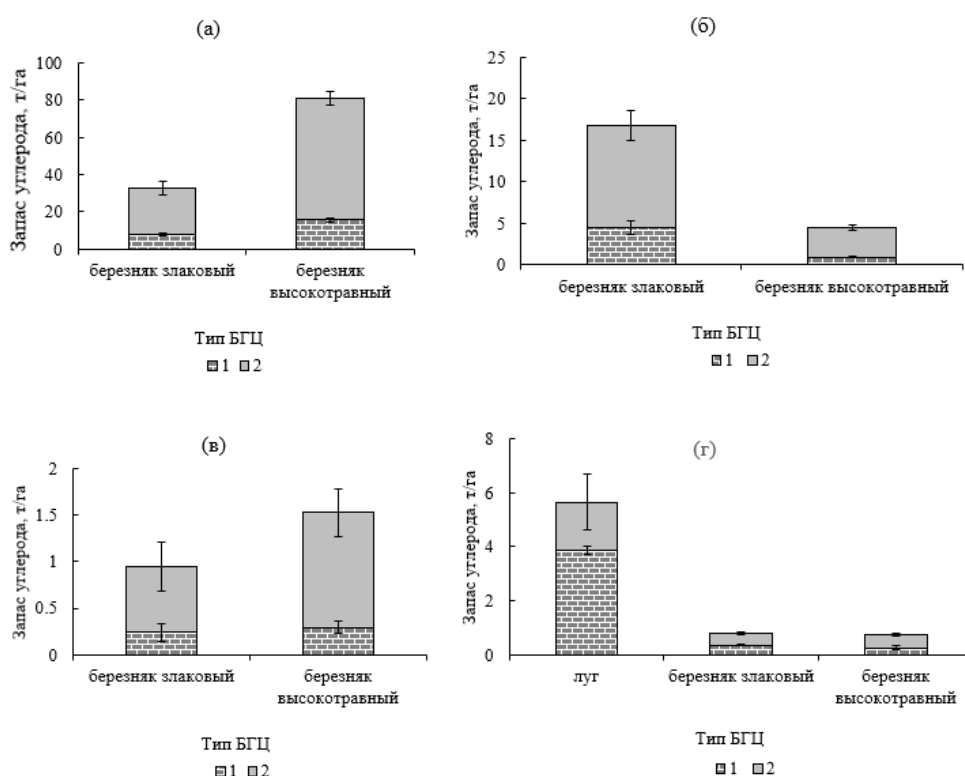 (а)
Запас углерода, т/га
100
80
60
40
20
0
березняк злаковый
березняк
высокотравный
Тип БГЦ
1 2
(б)
Запас углерода, т/га
25
20
15
10
5
0
березняк злаковый
березняк высокотравный
Тип БГЦ
1 2
(в)
Запас углерода, т/га
2
1.5
1
0.5
0
березняк злаковый
березняк
высокотравный
Тип БГЦ
1 2
(г)
Запас углерода, т/га
8
6
4
2
0
луг
березняк злаковый
березняк
высокотравный
Тип БГЦ
1 2